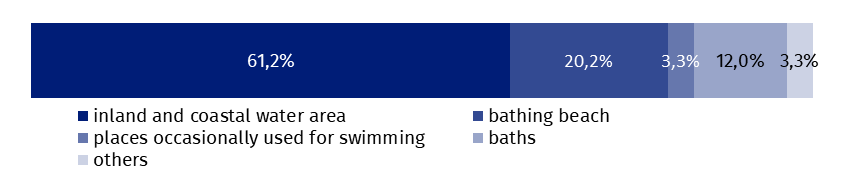 61,2% 20,2% 3,3% 12,0% 3,3%
inland and coastal water area bathing beach
places occasionally used for swimming baths
others